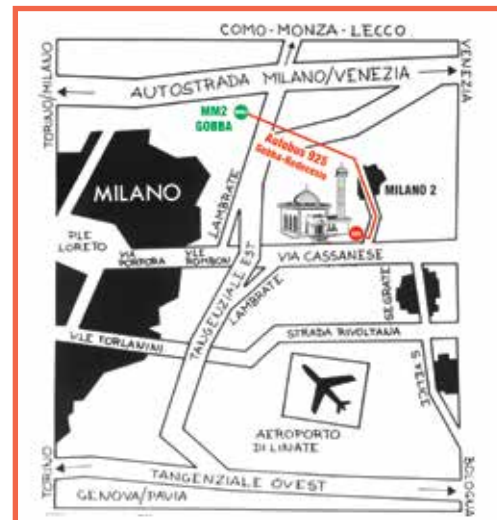 COMO-MONZA-LECCO
TORINO/MILANO
AUTOSTRADA MILANO/VENEZIA
VENEZIA
MM2
GOBBA
Autobus 925
Gobba-Redecesio
MILANO
LAMBRATE
MILANO 2
P.LE
LORETO
VIA
PORPORA
V.LE
ROMBON
VIA CASSANESE
TANGENZIALE EST
LAMBRATE
SEGRATE
V.LE FORLANINI
STRADA RIVOLTANA
S. FELICE
AEROPORTO
DI LINATE
TORINO
TANGENZIALE OVEST
BOLOGNA
GENOVA/PAVIA